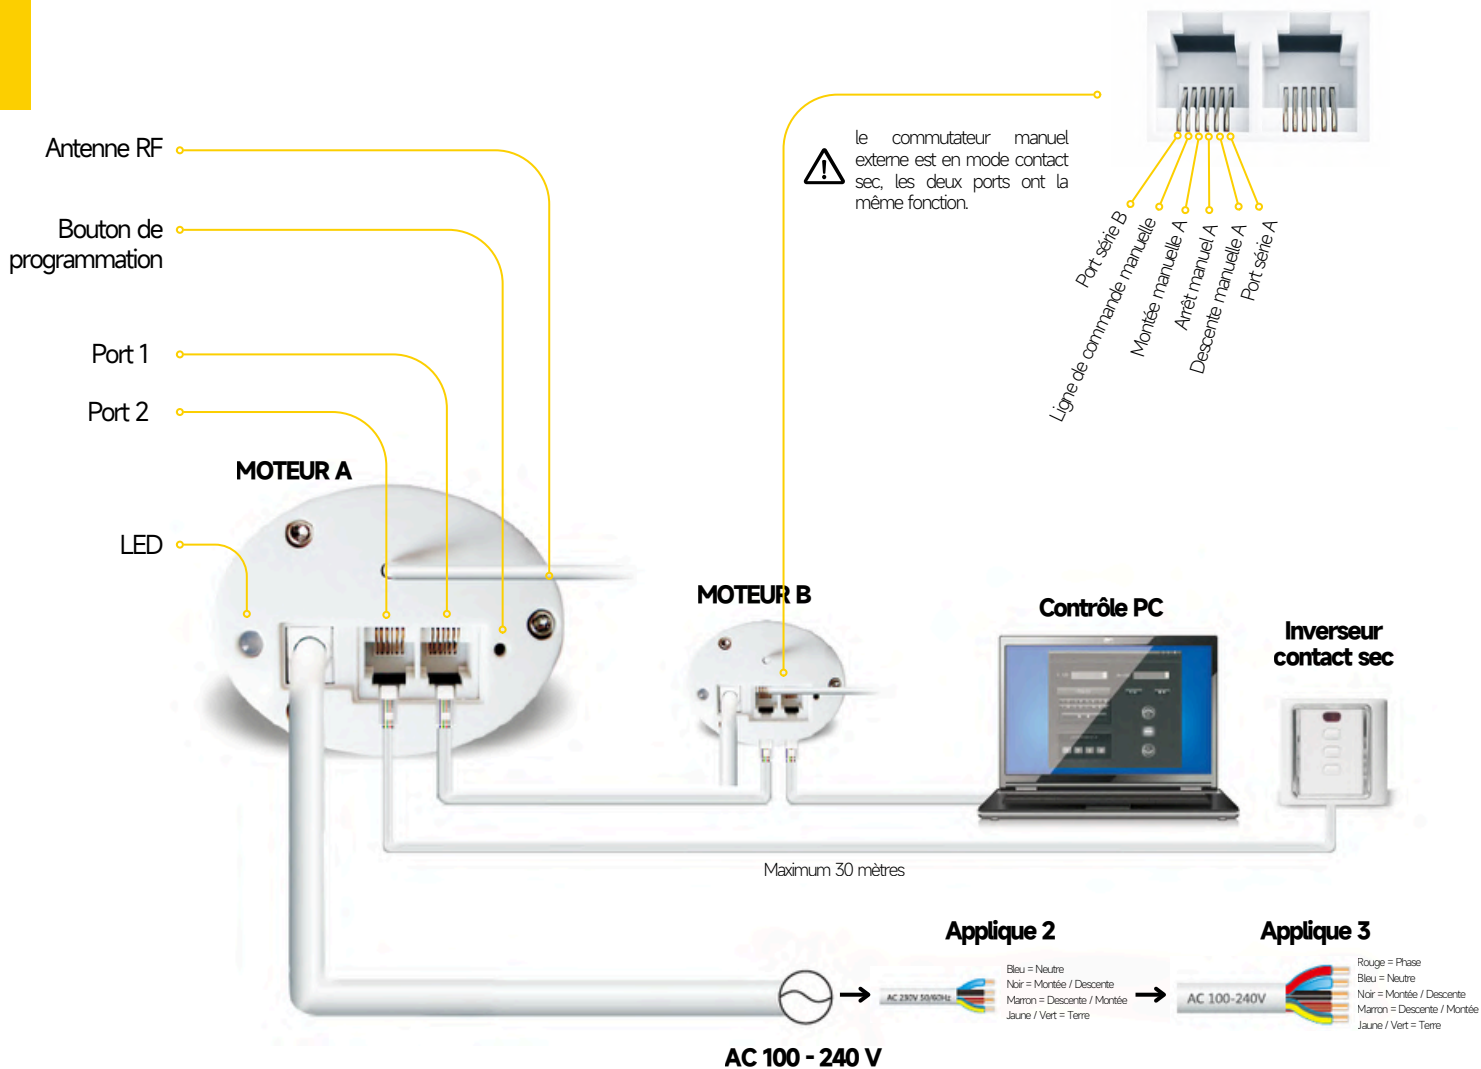 Antenne RF
Bouton de
programmation
Port 1
Port 2
MOTEUR A
LED
le commutateur manuel
externe est en mode contact
sec, les deux ports ont la
même fonction.
Port série B
Ligne de commande manuelle
Montée manuelle A
Arrêt manuel A
Descente manuelle A
Port série A
MOTEUR B
Contrôle PC
Inverseur
contact sec
Maximum 30 mètres
Applique 2
Bleu = Neutre
Noir = Montée / Descente
Marron = Descente / Montée
Jaune / Vert = Terre
AC 230V 50/60Hz
Applique 3
Rouge = Phase
Bleu = Neutre
Noir = Montée / Descente
Marron = Descente / Montée
Jaune / Vert = Terre
AC 100-240V
AC 100 - 240 V